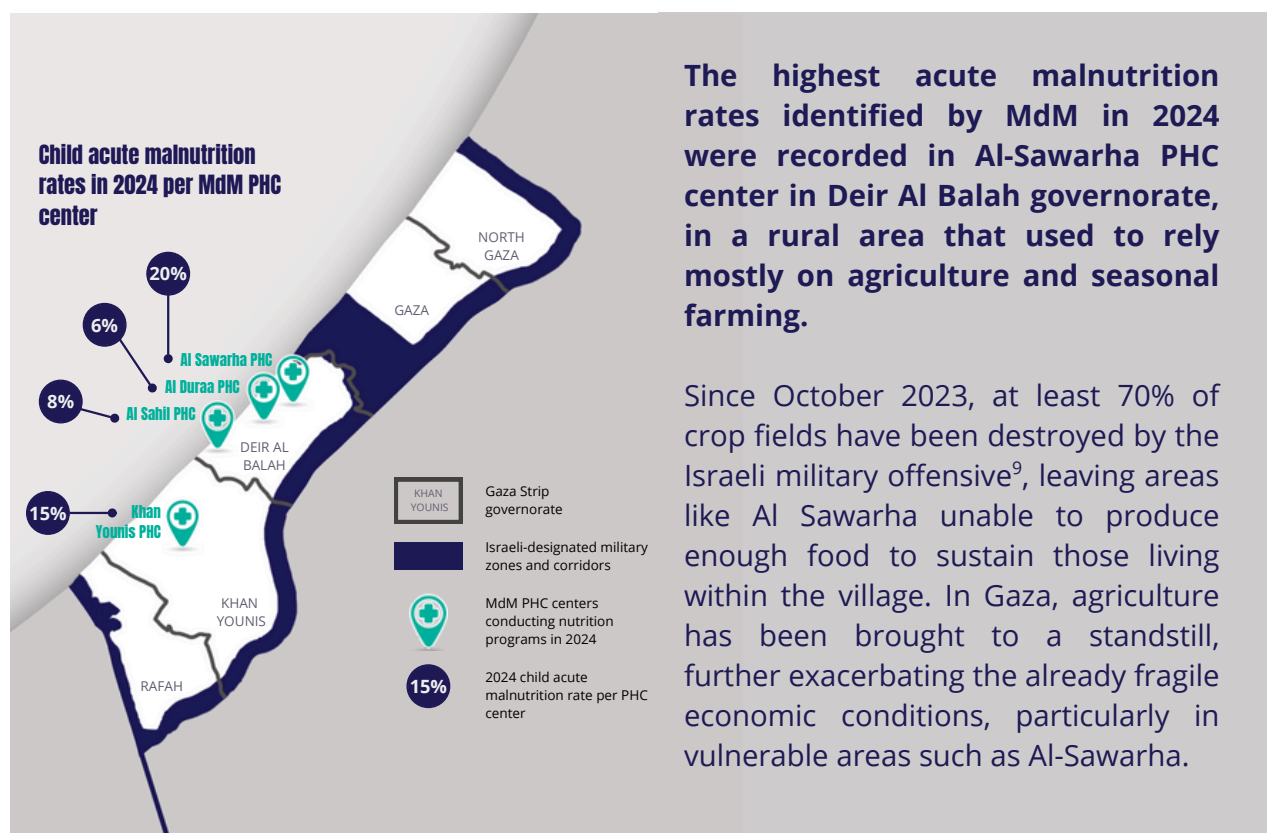 Child acute malnutrition
rates in 2024 per MdM PHC
center
20%
6%
8%
15%
Al Sawarha PHC
Al Duraa PHC
Al Sahil PHC
Khan
Younis PHC
NORTH
GAZA
GAZA
DEIR AL
BALAH
KHAN
YOUNIS
RAFAH
KHAN
YOUNIS
Gaza Strip
governorate
Israeli-designated military
zones and corridors
MdM PHC centers
conducting nutrition
programs in 2024
15%
2024 child acute
malnutrition rate per PHC
center
The highest acute malnutrition
rates identified by MdM in 2024
were recorded in Al-Sawarha PHC
center in Deir Al Balah governorate,
in a rural area that used to rely
mostly on agriculture and seasonal
farming.
Since October 2023, at least 70% of
crop fields have been destroyed by the
Israeli military offensive⁹, leaving areas
like Al Sawarha unable to produce
enough food to sustain those living
within the village. In Gaza, agriculture
has been brought to a standstill,
further exacerbating the already fragile
economic conditions, particularly in
vulnerable areas such as Al-Sawarha.